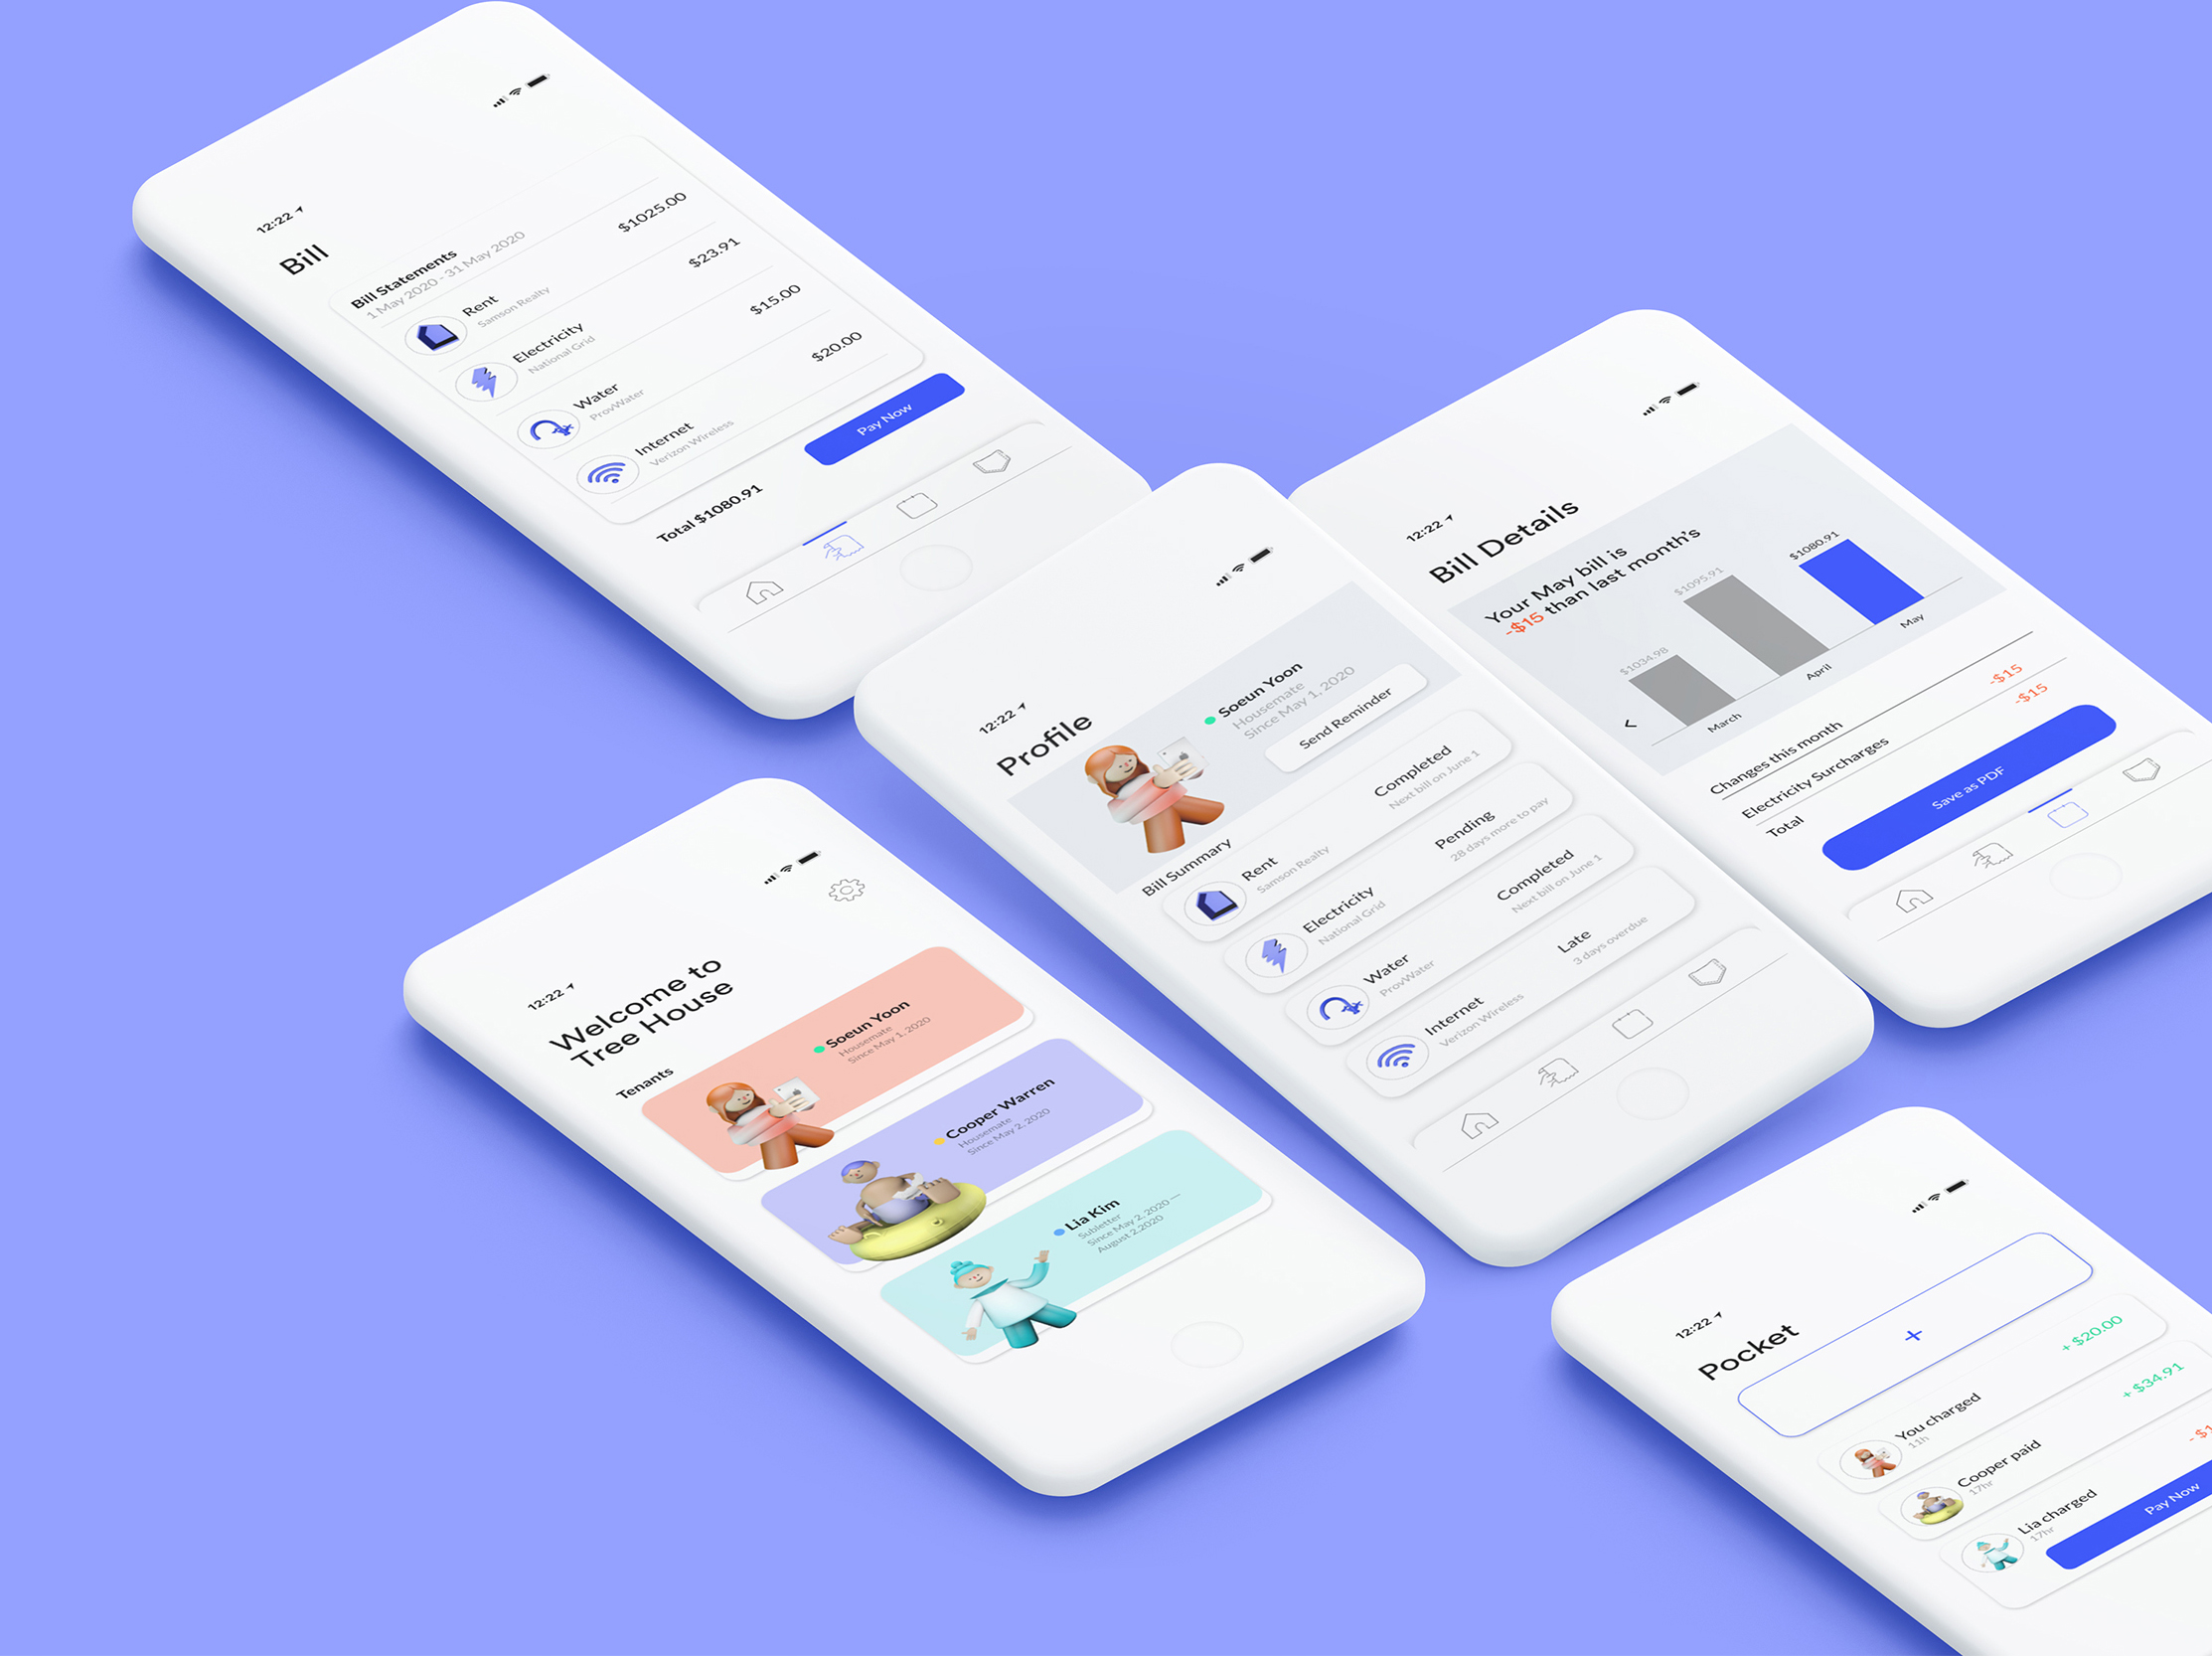 12:22
Bill
Bill Statements
1 May 2020 - 31 May 2020
Rent
Samson Realty
$1025.00
Electricity
National Grid
$23.91
Water
ProvWater
$15.00
Internet
Verizon Wireless
$20.00
Total $1080.91
Pay Now
12:22
Bill Details
Your May bill is
-$15 than last month's
$1034.98
$1095.91
$1080.91
<
March
April
May
Changes this month
Electricity Surcharges
-$15
Total
-$15
Save as PDF
12:22
Profile
Soeun Yoon
Housemate
Since May 1, 2020
Send Reminder
Bill Summary
Rent
Samson Realty
Completed
Next bill on June 1
Electricity
National Grid
Pending
28 days more to pay
Water
ProvWater
Completed
Next bill on June 1
Internet
Verizon Wireless
Late
3 days overdue
12:22
Welcome to
Tree House
Tenants
Soeun Yoon
Housemate
Since May 1, 2020
Cooper Warren
Housemate
Since May 2, 2020
Lia Kim
Subletter
Since May 2, 2020 —
August 2,2020
12:22
Pocket
+
You charged
11h
+ $20.00
Cooper paid
17hr
+ $34.91
Lia charged
17hr
- $1
Pay Now